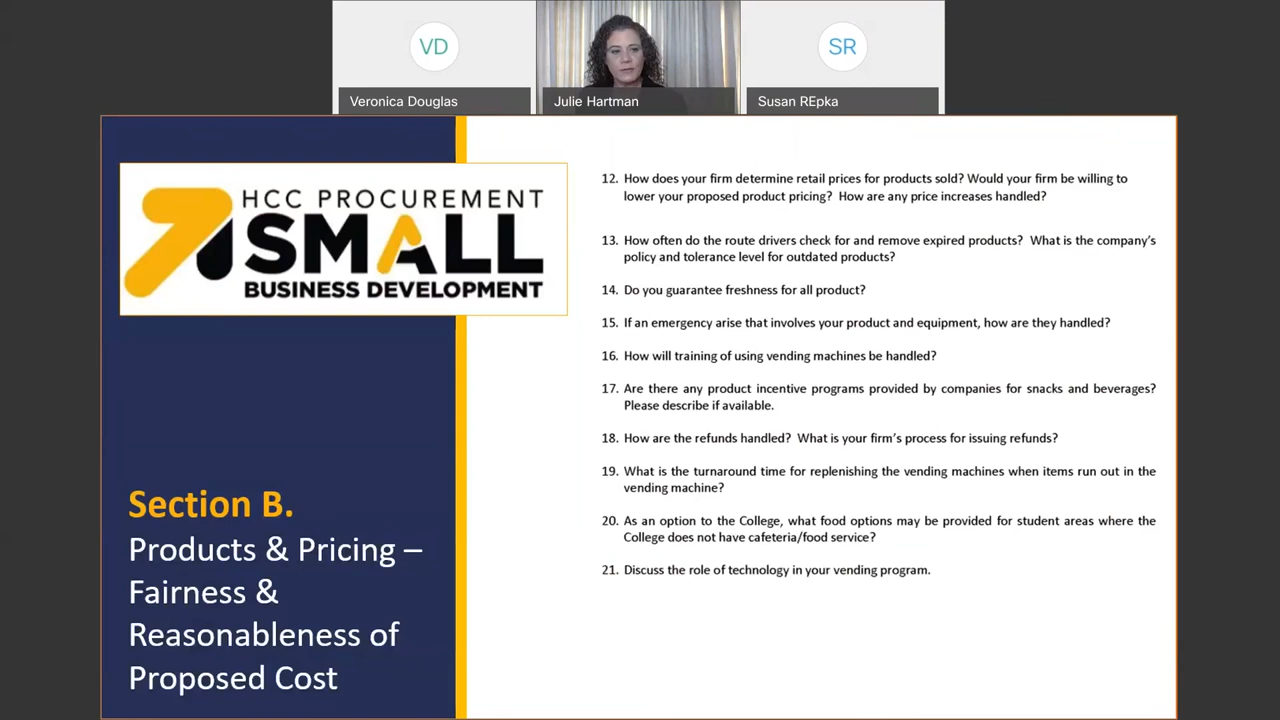 VD
SR
Veronica Douglas
Julie Hartman
Susan REpka
HCC PROCUREMENT
SMALL
BUSINESS DEVELOPMENT
Section B.
Products & Pricing –
Fairness &
Reasonableness of
Proposed Cost
12. How does your firm determine retail prices for products sold? Would your firm be willing to
lower your proposed product pricing? How are any price increases handled?
13. How often do the route drivers check for and remove expired products? What is the company's
policy and tolerance level for outdated products?
14. Do you guarantee freshness for all product?
15. If an emergency arise that involves your product and equipment, how are they handled?
16. How will training of using vending machines be handled?
17. Are there any product incentive programs provided by companies for snacks and beverages?
Please describe if available.
18. How are the refunds handled? What is your firm's process for issuing refunds?
19. What is the turnaround time for replenishing the vending machines when items run out in the
vending machine?
20. As an option to the College, what food options may be provided for student areas where the
College does not have cafeteria/food service?
21. Discuss the role of technology in your vending program.